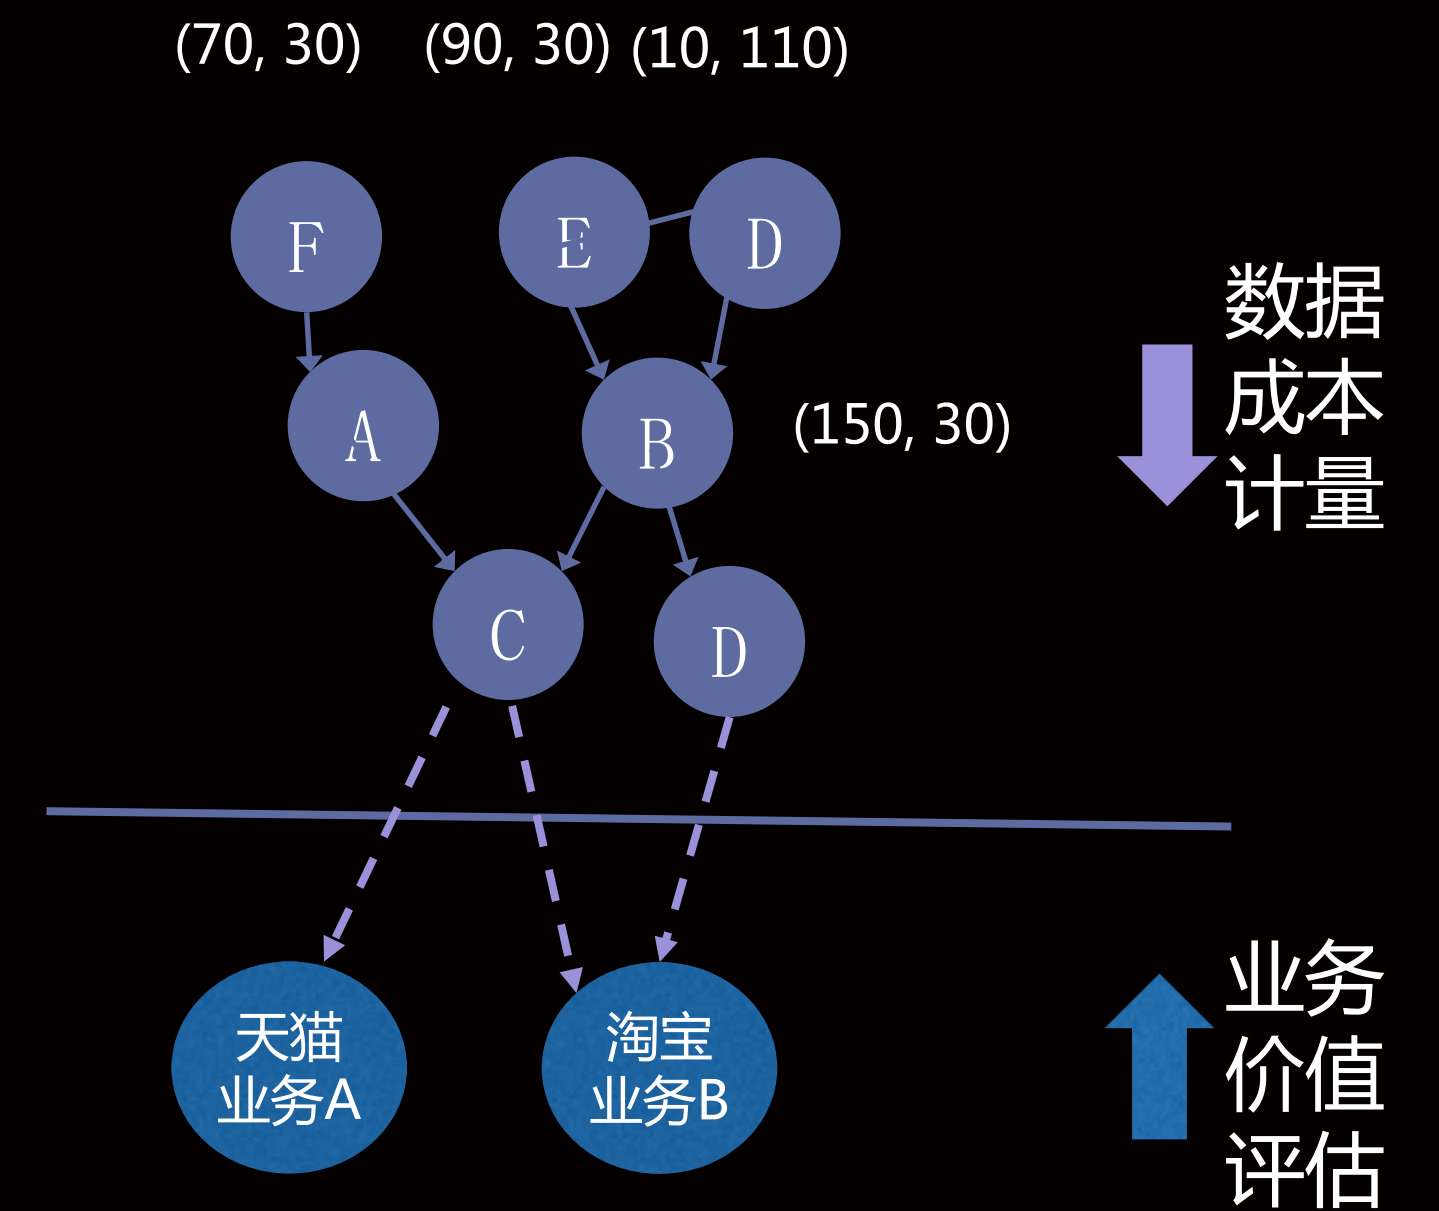 (70, 30) (90, 30) (10, 110)
F E D
A B
(150, 30)
C D
数据
成本
计量
天猫
业务A
淘宝
业务B
业务
价值
评估